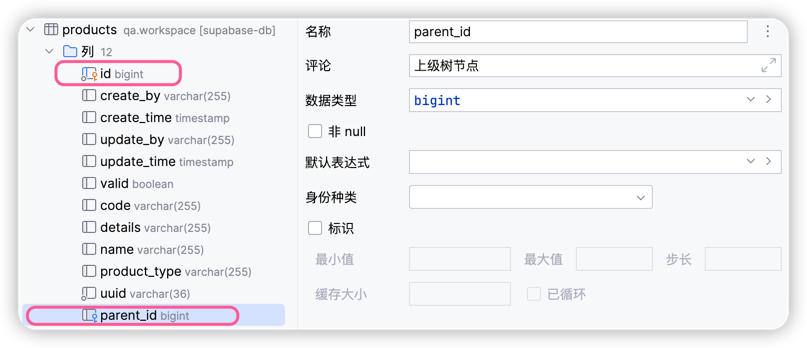 products qa.workspace [supabase-db]
列 12
id bigint
create_by varchar(255)
create_time timestamp
update_by varchar(255)
update_time timestamp
valid boolean
code varchar(255)
details varchar(255)
name varchar(255)
product_type varchar(255)
uuid varchar(36)
parent_id bigint
名称 parent_id
评论 上级树节点
数据类型 bigint
非 null
默认表达式
身份种类
标识
最小值 最大值 步长
缓存大小 已循环